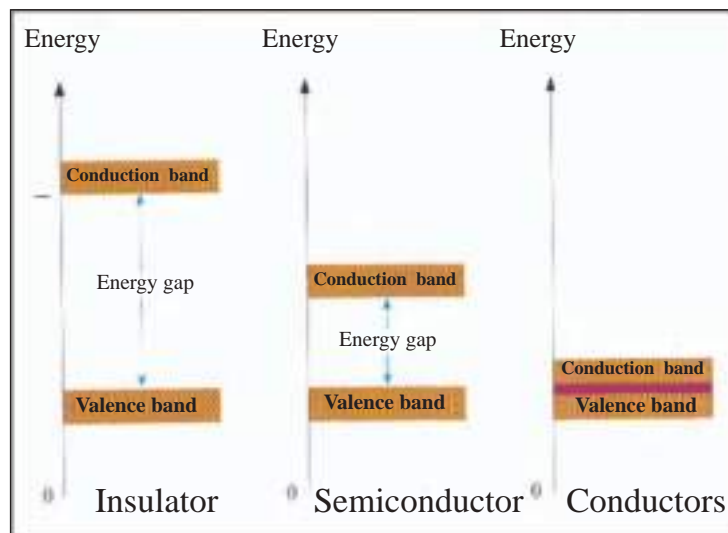 Energy
Energy
Energy
Conduction band
Energy gap
Valence band
0
Insulator
Conduction band
Energy gap
Valence band
0
Semiconductor
Conduction band
Valence band
0
Conductors